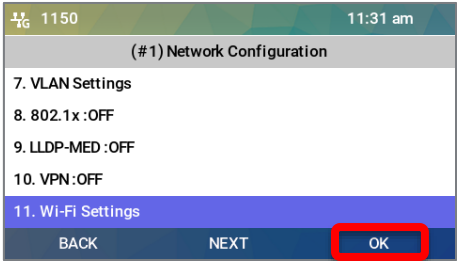 1G 1150 11:31 am
(#1) Network Configuration
7. VLAN Settings
8. 802.1x :OFF
9. LLDP-MED :OFF
10. VPN :OFF
11. Wi-Fi Settings
BACK NEXT OK